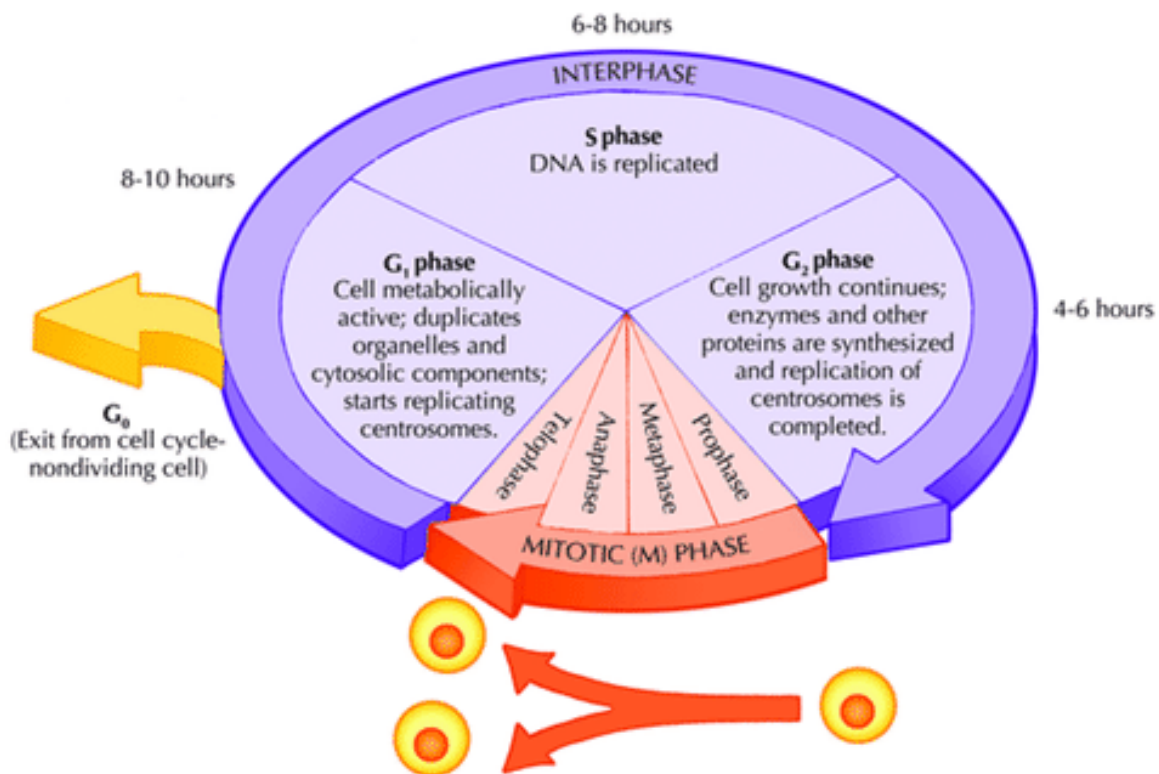 6-8 hours
INTERPHASE
S phase
DNA is replicated
8-10 hours
G₁ phase
Cell metabolically
active; duplicates
organelles and
cytosolic components;
starts replicating
centrosomes.
G₂ phase
Cell growth continues;
enzymes and other
proteins are synthesized
and replication of
centrosomes is
completed.
4-6 hours
G₀
(Exit from cell cycle-
nondividing cell)
Telophase
Anaphase
Metaphase
Prophase
MITOTIC (M) PHASE